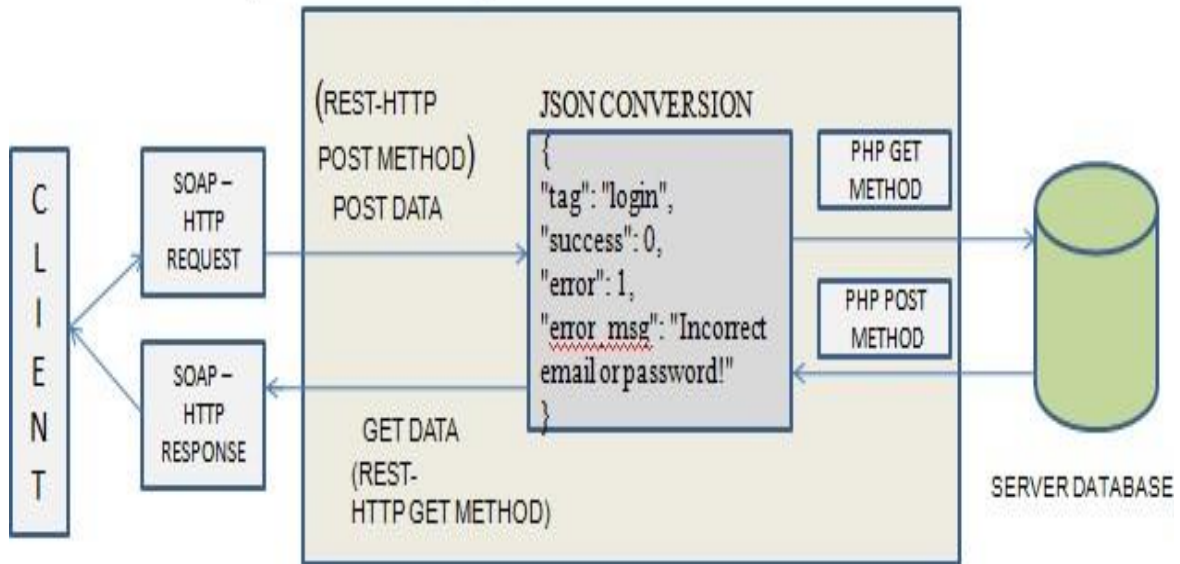 C
L
I
E
N
T
SOAP –
HTTP
REQUEST
SOAP –
HTTP
RESPONSE
(REST-HTTP
POST METHOD)
POST DATA
GET DATA
(REST-
HTTP GET METHOD)
JSON CONVERSION
{
"tag": "login",
"success": 0,
"error": 1,
"error_msg": "Incorrect
email or password!"
}
PHP GET
METHOD
PHP POST
METHOD
SERVER DATABASE